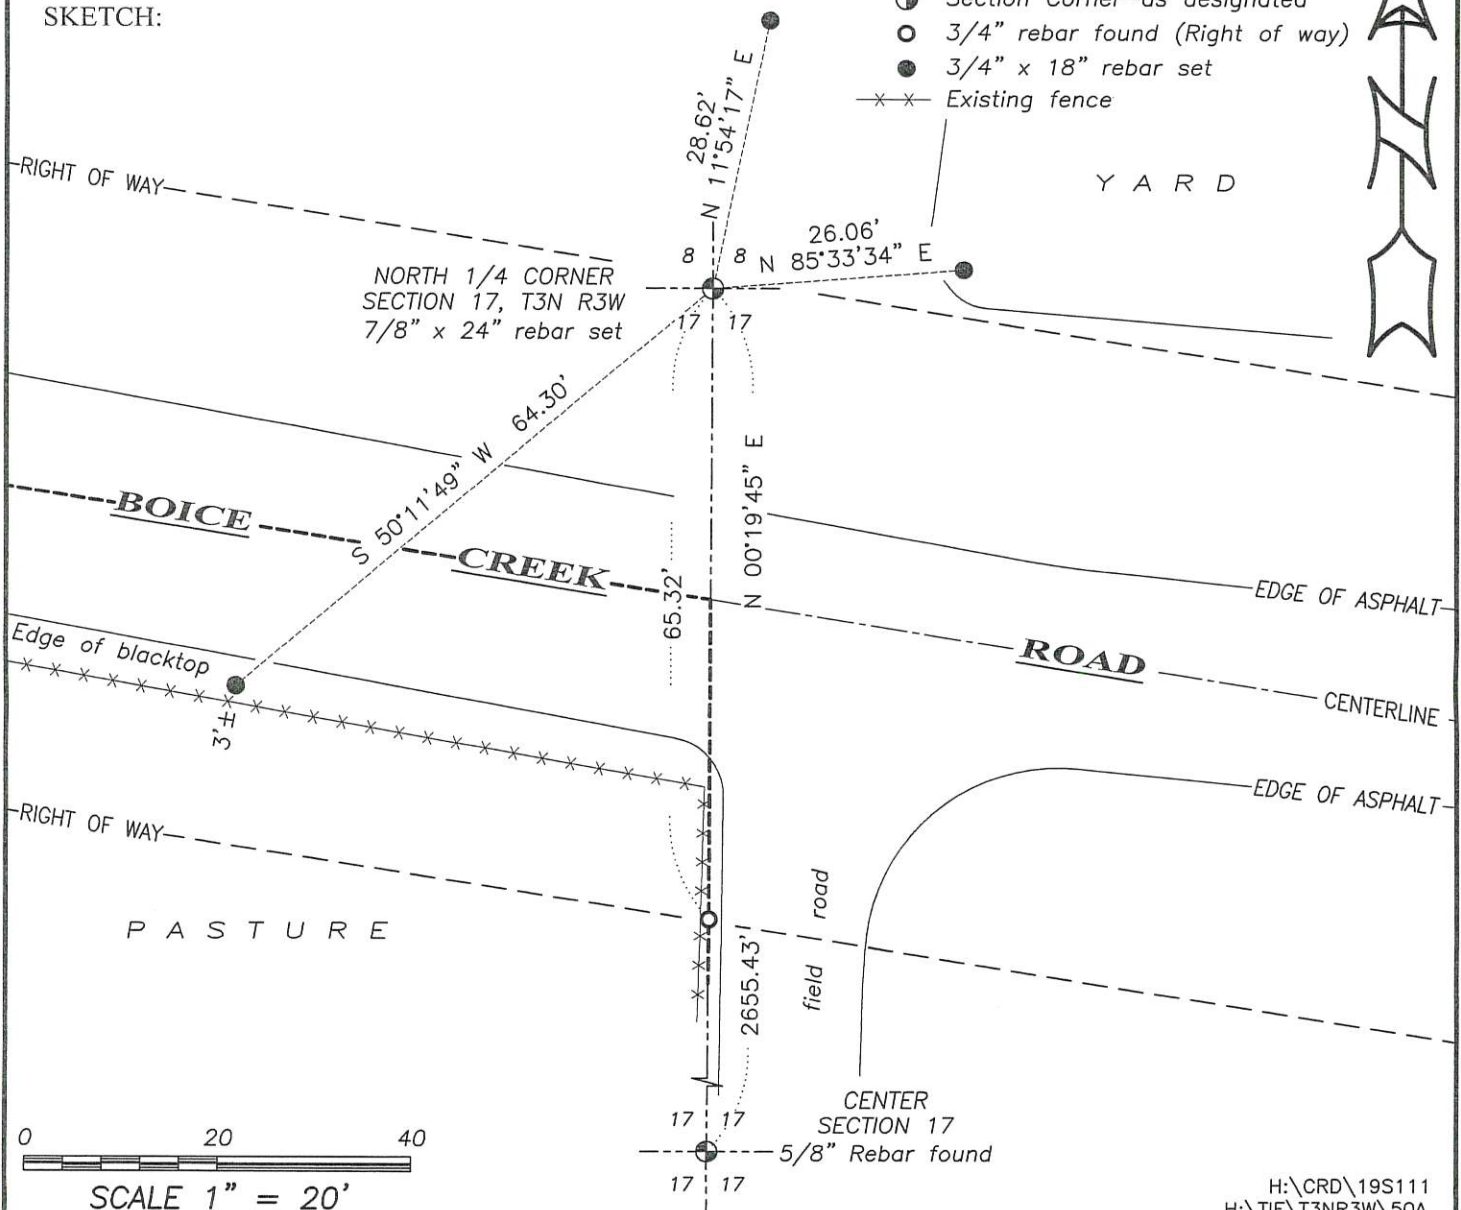 SKETCH:
Section Corner as designated
3/4” rebar found (Right of way)
3/4” x 18” rebar set
Existing fence
28.62'
N 11°54'17” E
YARD
RIGHT OF WAY
26.06'
N 85°33'34” E
8 8
17 17
NORTH 1/4 CORNER
SECTION 17, T3N R3W
7/8” x 24” rebar set
S 50°11'49” W 64.30'
N 00°19'45” E
65.32'
BOICE CREEK ROAD
EDGE OF ASPHALT
CENTERLINE
Edge of blacktop
3'±
EDGE OF ASPHALT
RIGHT OF WAY
PASTURE
field road
2655.43'
CENTER
SECTION 17
5/8” Rebar found
17 17
17 17
0 20 40
SCALE 1” = 20'
H:\CRD\19S111
H:\TIF\T3NR3W\50A